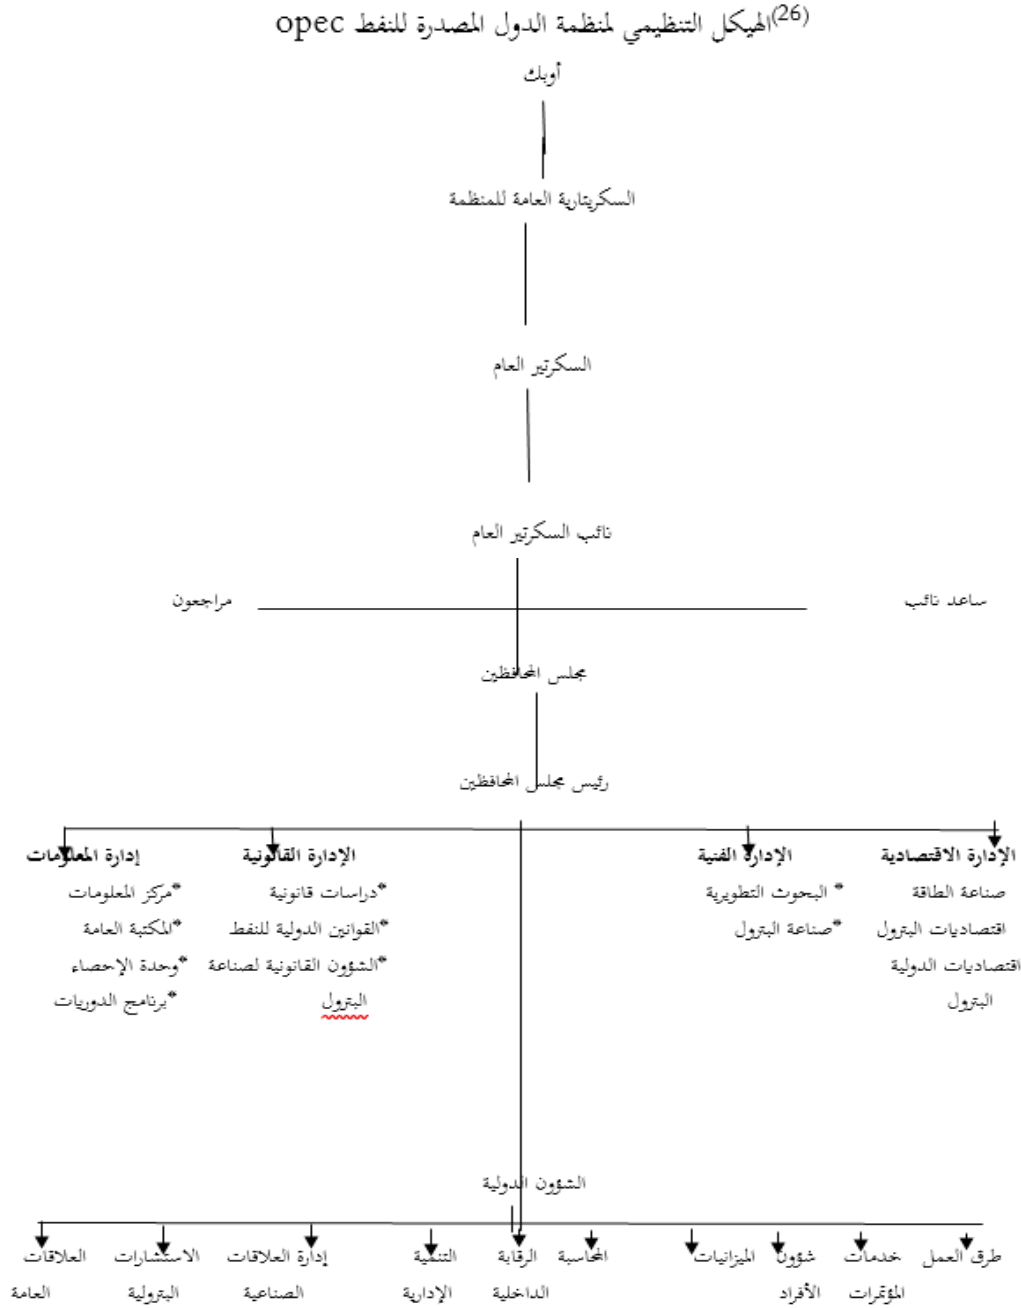 الهيكل التنظيمي لمنظمة الدول المصدرة للنفط opec(26)
أوبك
السكريتارية العامة للمنظمة
السكرتير العام
نائب السكرتير العام
ساعد نائب
مراجعون
مجلس المحافظين
رئيس مجلس المحافظين
الإدارة الاقتصادية
صناعة الطاقة
اقتصاديات البترول
اقتصاديات الدولية
البترول
الإدارة الفنية
* البحوث التطويرية
*صناعة البترول
الإدارة القانونية
*دراسات قانونية
*القوانين الدولية للنفط
*الشؤون القانونية لصناعة
البترول
إدارة المعلومات
*مركز المعلومات
*المكتبة العامة
*وحدة الإحصاء
*برنامج الدوريات
الشؤون الدولية
طرق العمل
خدمات
المؤتمرات
شؤون
الأفراد
الميزانيات
المحاسبة
الرقابة
الداخلية
التنمية
الإدارية
إدارة العلاقات
الصناعية
الاستشارات
البترولية
العلاقات
العامة